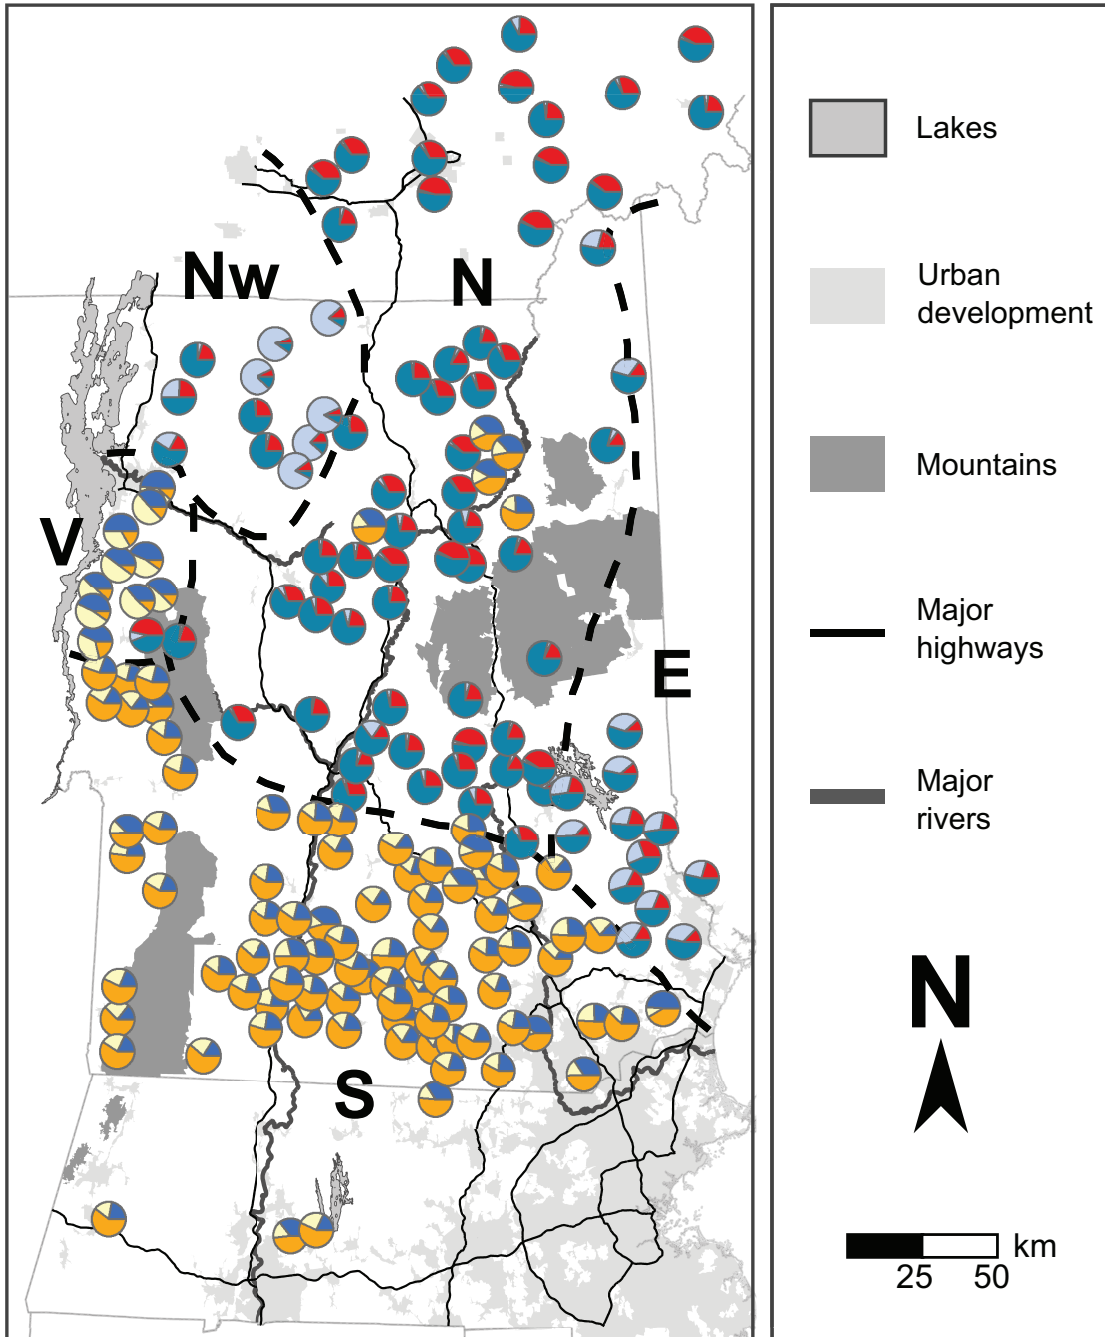 Nw
N
V
E
S
Lakes
Urban
development
Mountains
Major
highways
Major
rivers
N
km
25 50